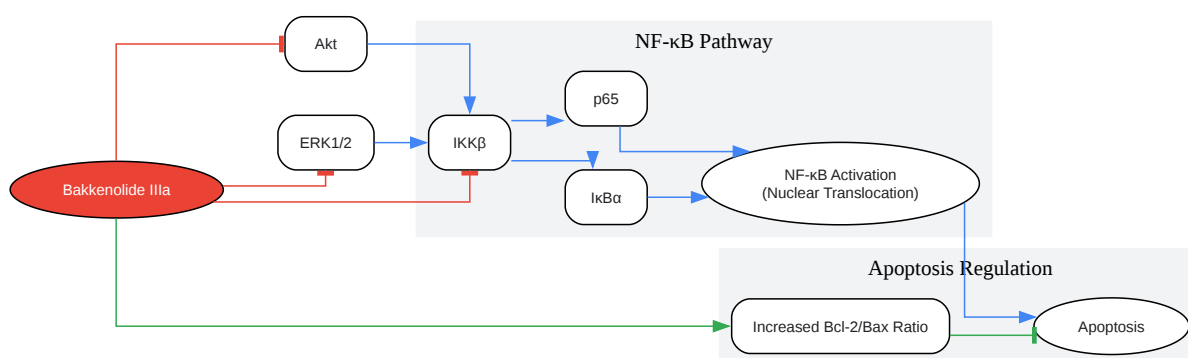 Akt
NF-κB Pathway
p65
ERK1/2
IKKβ
Bakkenolide IIIa
IκBα
NF-κB Activation
(Nuclear Translocation)
Apoptosis Regulation
Increased Bcl-2/Bax Ratio
Apoptosis